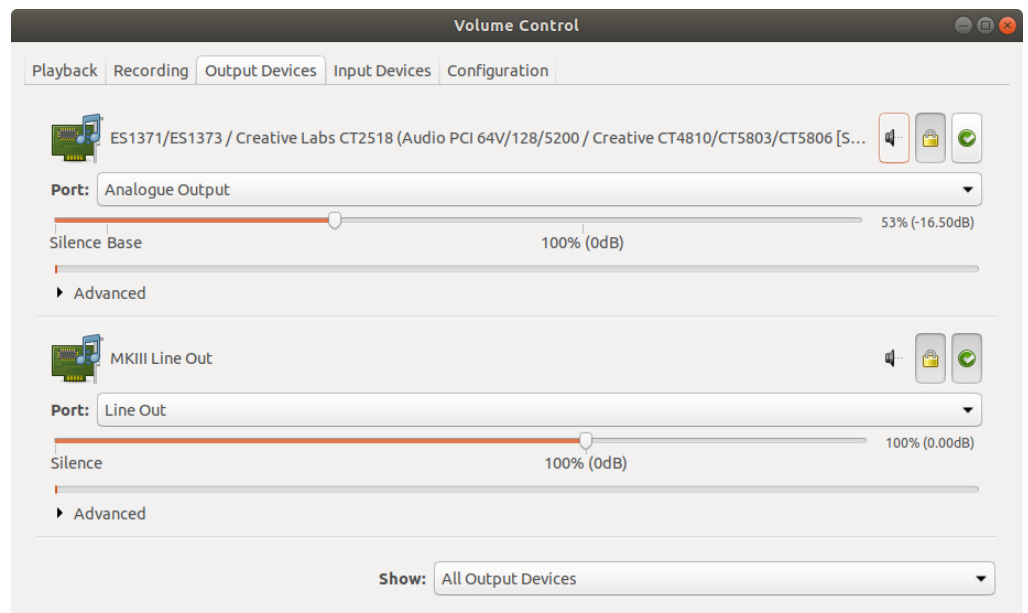 Volume Control
Playback Recording Output Devices Input Devices Configuration
ES1371/ES1373 / Creative Labs CT2518 (Audio PCI 64V/128/5200 / Creative CT4810/CT5803/CT5806 [S...
Port: Analogue Output
53% (-16.50dB)
Silence Base 100% (0dB)
Advanced
MKIII Line Out
Port: Line Out
100% (0.00dB)
Silence 100% (0dB)
Advanced
Show: All Output Devices